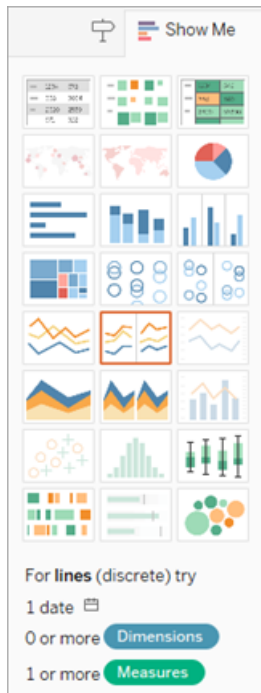 Show Me
For lines (discrete) try
1 date
0 or more Dimensions
1 or more Measures